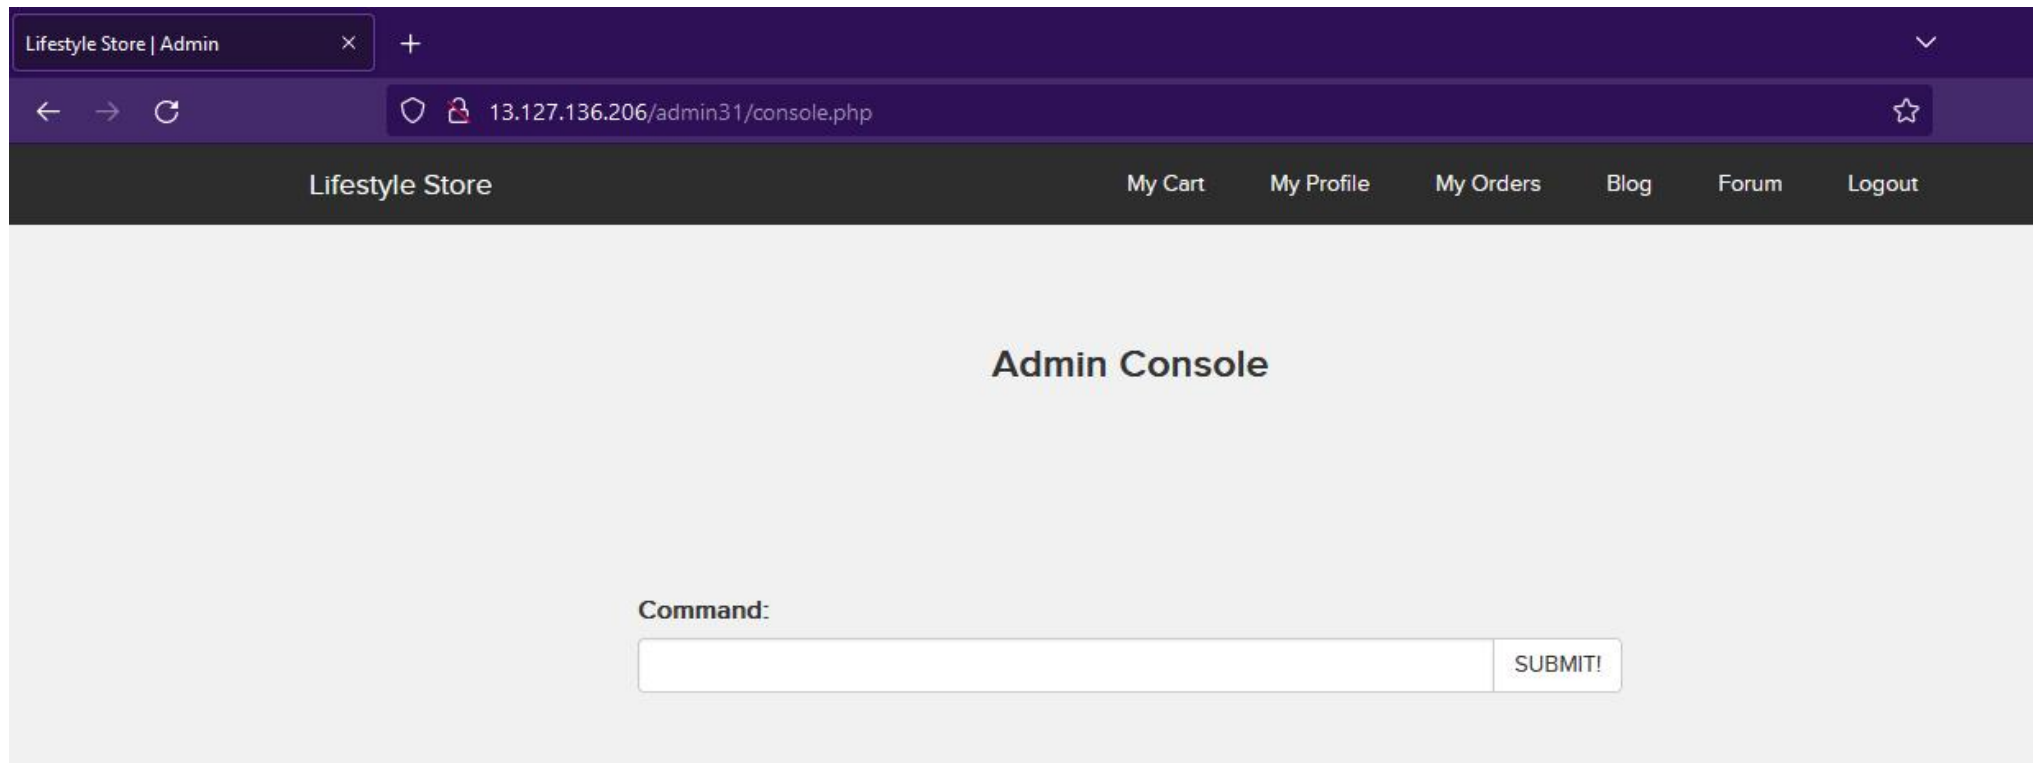 Lifestyle Store | Admin
13.127.136.206/admin31/console.php
Lifestyle Store My Cart My Profile My Orders Blog Forum Logout
Admin Console
Command:
SUBMIT!